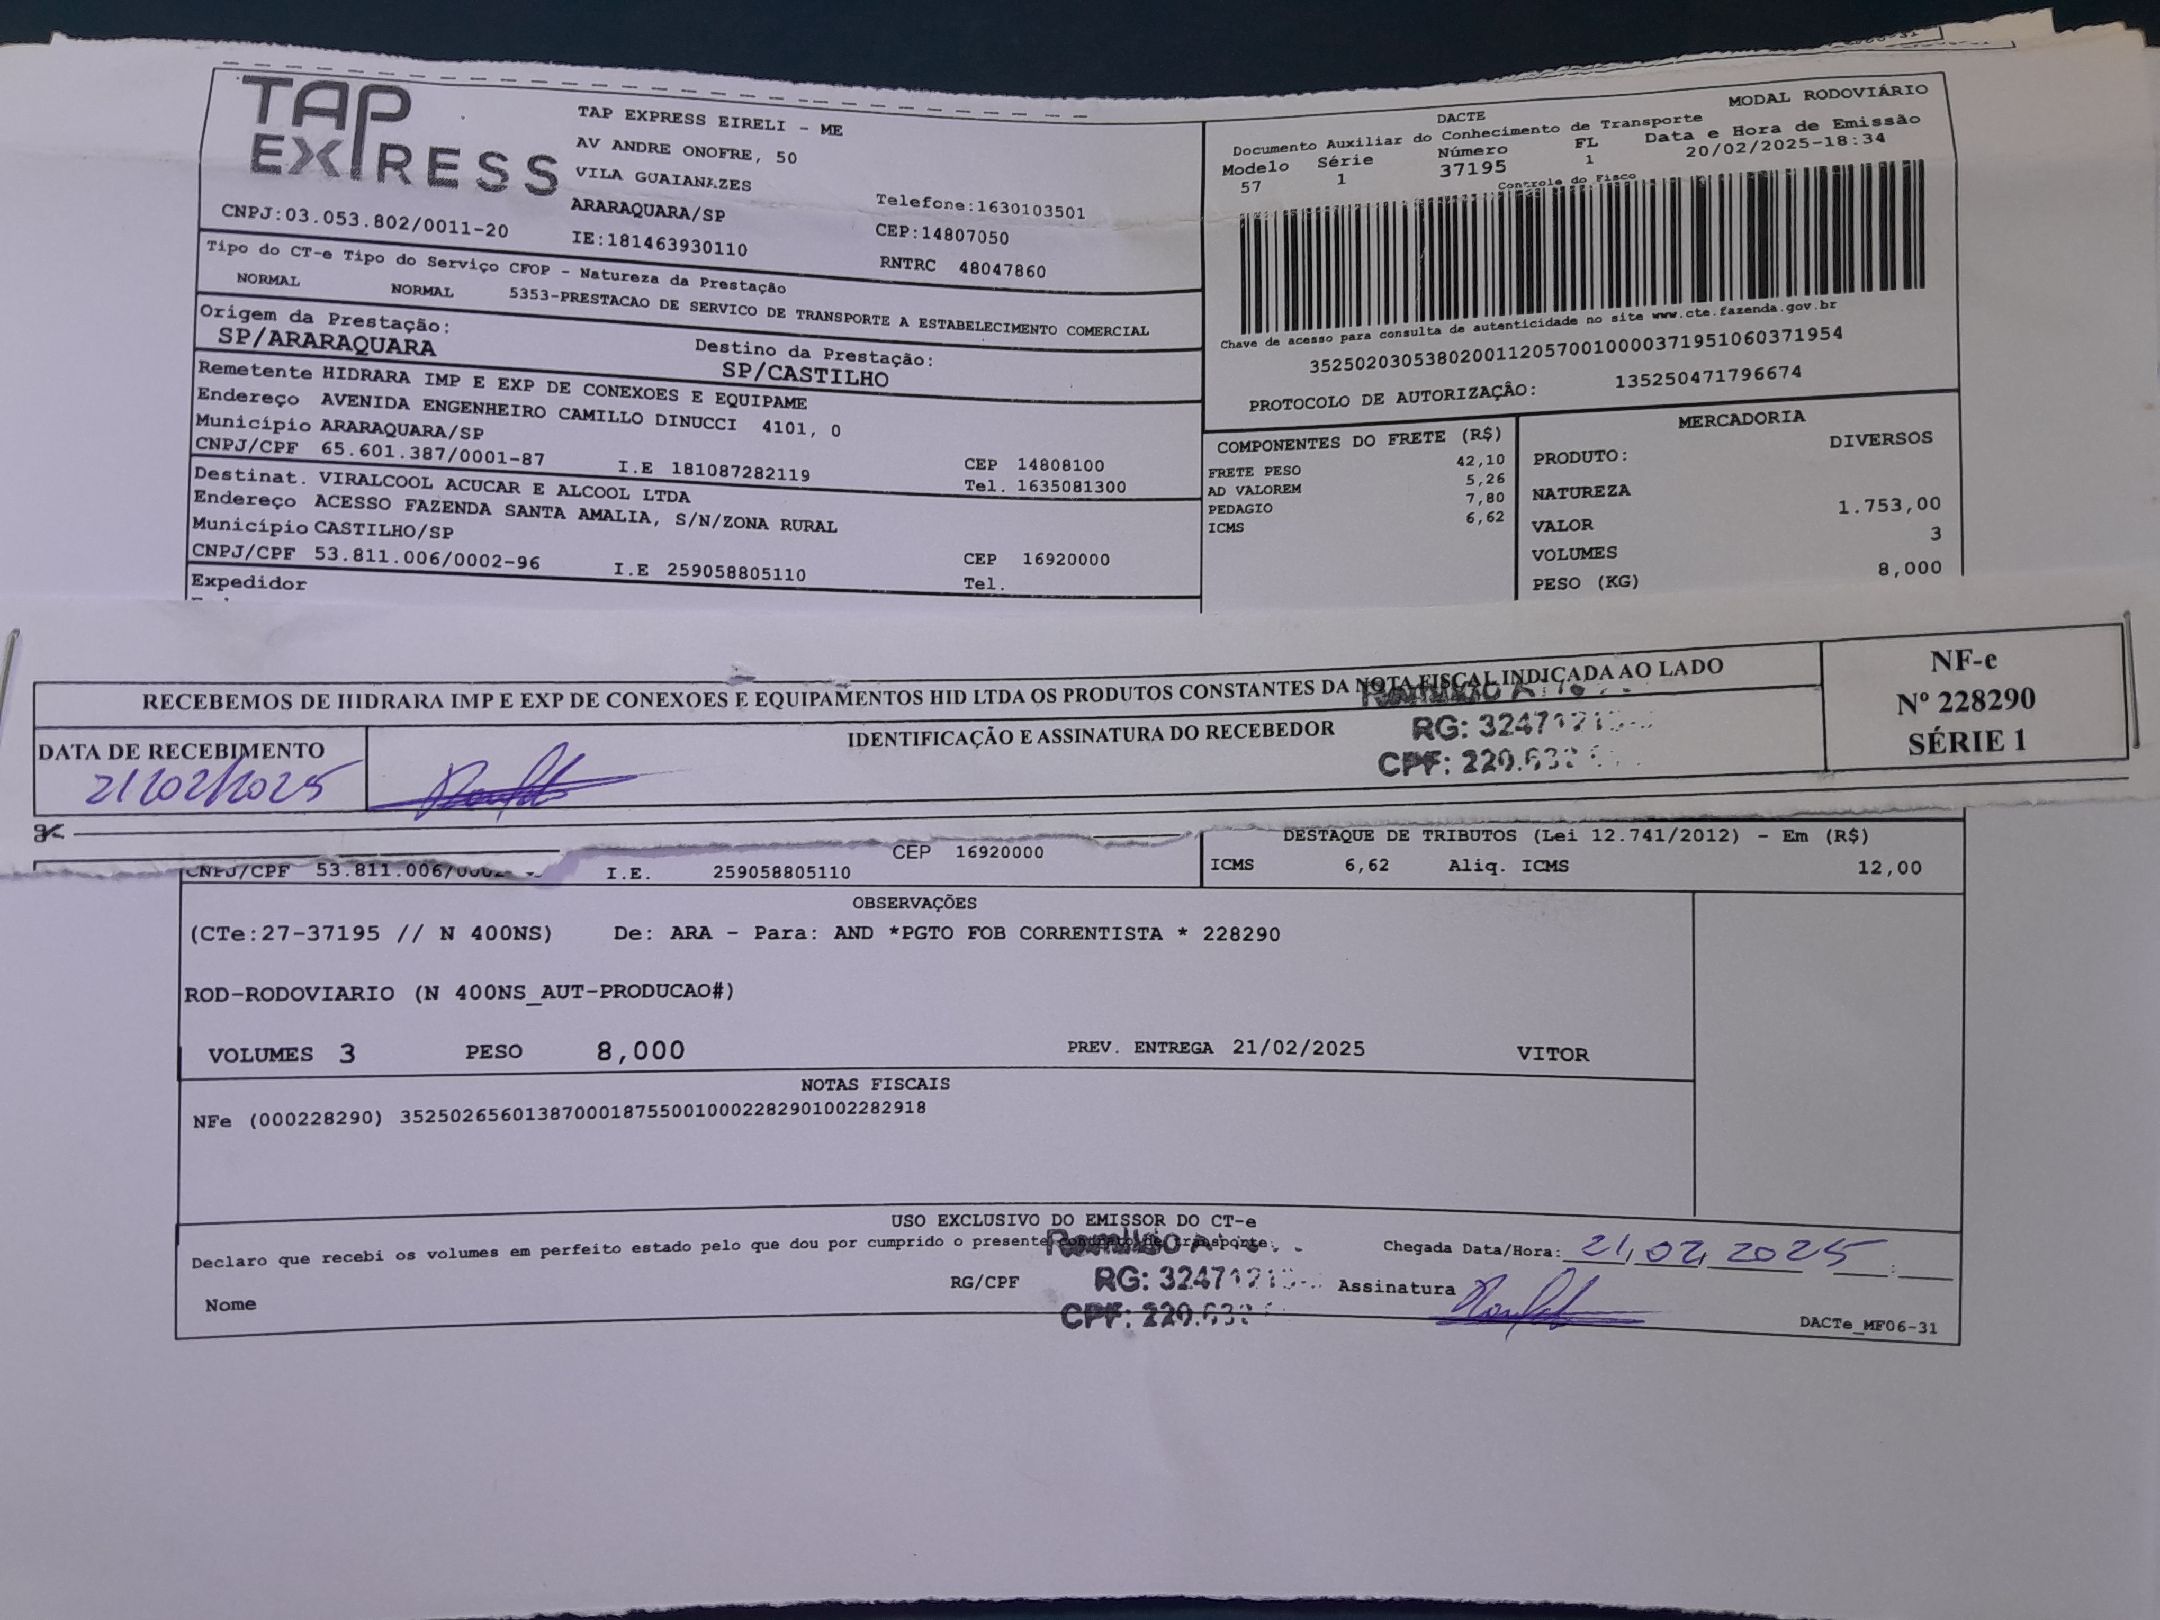 TAP EXPRESS
TAP EXPRESS EIRELI - ME
AV ANDRE ONOFRE, 50
VILA GUAIANAZES
ARARAQUARA/SP
Telefone:1630103501
CNPJ:03.053.802/0011-20
IE:181463930110
CEP:14807050
RNTRC 48047860
DACTE
MODAL RODOVIÁRIO
Documento Auxiliar do Conhecimento de Transporte
Modelo Série Número FL Data e Hora de Emissão
57 1 37195 1 20/02/2025-18:34
Controle do Fisco
Chave de acesso para consulta de autenticidade no site www.cte.fazenda.gov.br
35250203053802001120570010000371951060371954
PROTOCOLO DE AUTORIZAÇÃO: 135250471796674
Tipo do CT-e Tipo do Serviço CFOP - Natureza da Prestação
NORMAL NORMAL 5353-PRESTACAO DE SERVICO DE TRANSPORTE A ESTABELECIMENTO COMERCIAL
Origem da Prestação: Destino da Prestação:
SP/ARARAQUARA SP/CASTILHO
Remetente HIDRARA IMP E EXP DE CONEXOES E EQUIPAME
Endereço AVENIDA ENGENHEIRO CAMILLO DINUCCI 4101, 0
Município ARARAQUARA/SP CEP 14808100
CNPJ/CPF 65.601.387/0001-87 I.E 181087282119 Tel. 1635081300
Destinat. VIRALCOOL ACUCAR E ALCOOL LTDA
Endereço ACESSO FAZENDA SANTA AMALIA, S/N/ZONA RURAL
Município CASTILHO/SP CEP 16920000
CNPJ/CPF 53.811.006/0002-96 I.E 259058805110 Tel.
Expedidor
COMPONENTES DO FRETE (R$)
FRETE PESO 42,10
AD VALOREM 5,26
PEDAGIO 7,80
ICMS 6,62
MERCADORIA
PRODUTO: DIVERSOS
NATUREZA
VALOR 1.753,00
VOLUMES 3
PESO (KG) 8,000
RECEBEMOS DE HIDRARA IMP E EXP DE CONEXOES E EQUIPAMENTOS HID LTDA OS PRODUTOS CONSTANTES DA NOTA FISCAL INDICADA AO LADO
NF-e
Nº 228290
SÉRIE 1
DATA DE RECEBIMENTO
21/02/2025
IDENTIFICAÇÃO E ASSINATURA DO RECEBEDOR
RG: 32471
CPF: 220.
CEP 16920000
CNPJ/CPF 53.811.006/ I.E. 259058805110
DESTAQUE DE TRIBUTOS (Lei 12.741/2012) - Em (R$)
ICMS 6,62 Aliq. ICMS 12,00
OBSERVAÇÕES
(CTe:27-37195 // N 400NS) De: ARA - Para: AND *PGTO FOB CORRENTISTA * 228290
ROD-RODOVIARIO (N 400NS_AUT-PRODUCAO#)
VOLUMES 3 PESO 8,000 PREV. ENTREGA 21/02/2025 VITOR
NOTAS FISCAIS
NFe (000228290) 35250265601387000187550010002282901002282918
USO EXCLUSIVO DO EMISSOR DO CT-e
Declaro que recebi os volumes em perfeito estado pelo que dou por cumprido o presente contrato de transporte.
Chegada Data/Hora: 21,02,2025
Nome RG/CPF Assinatura
RG: 32471
CPF: 220.
DACTe_MF06-31